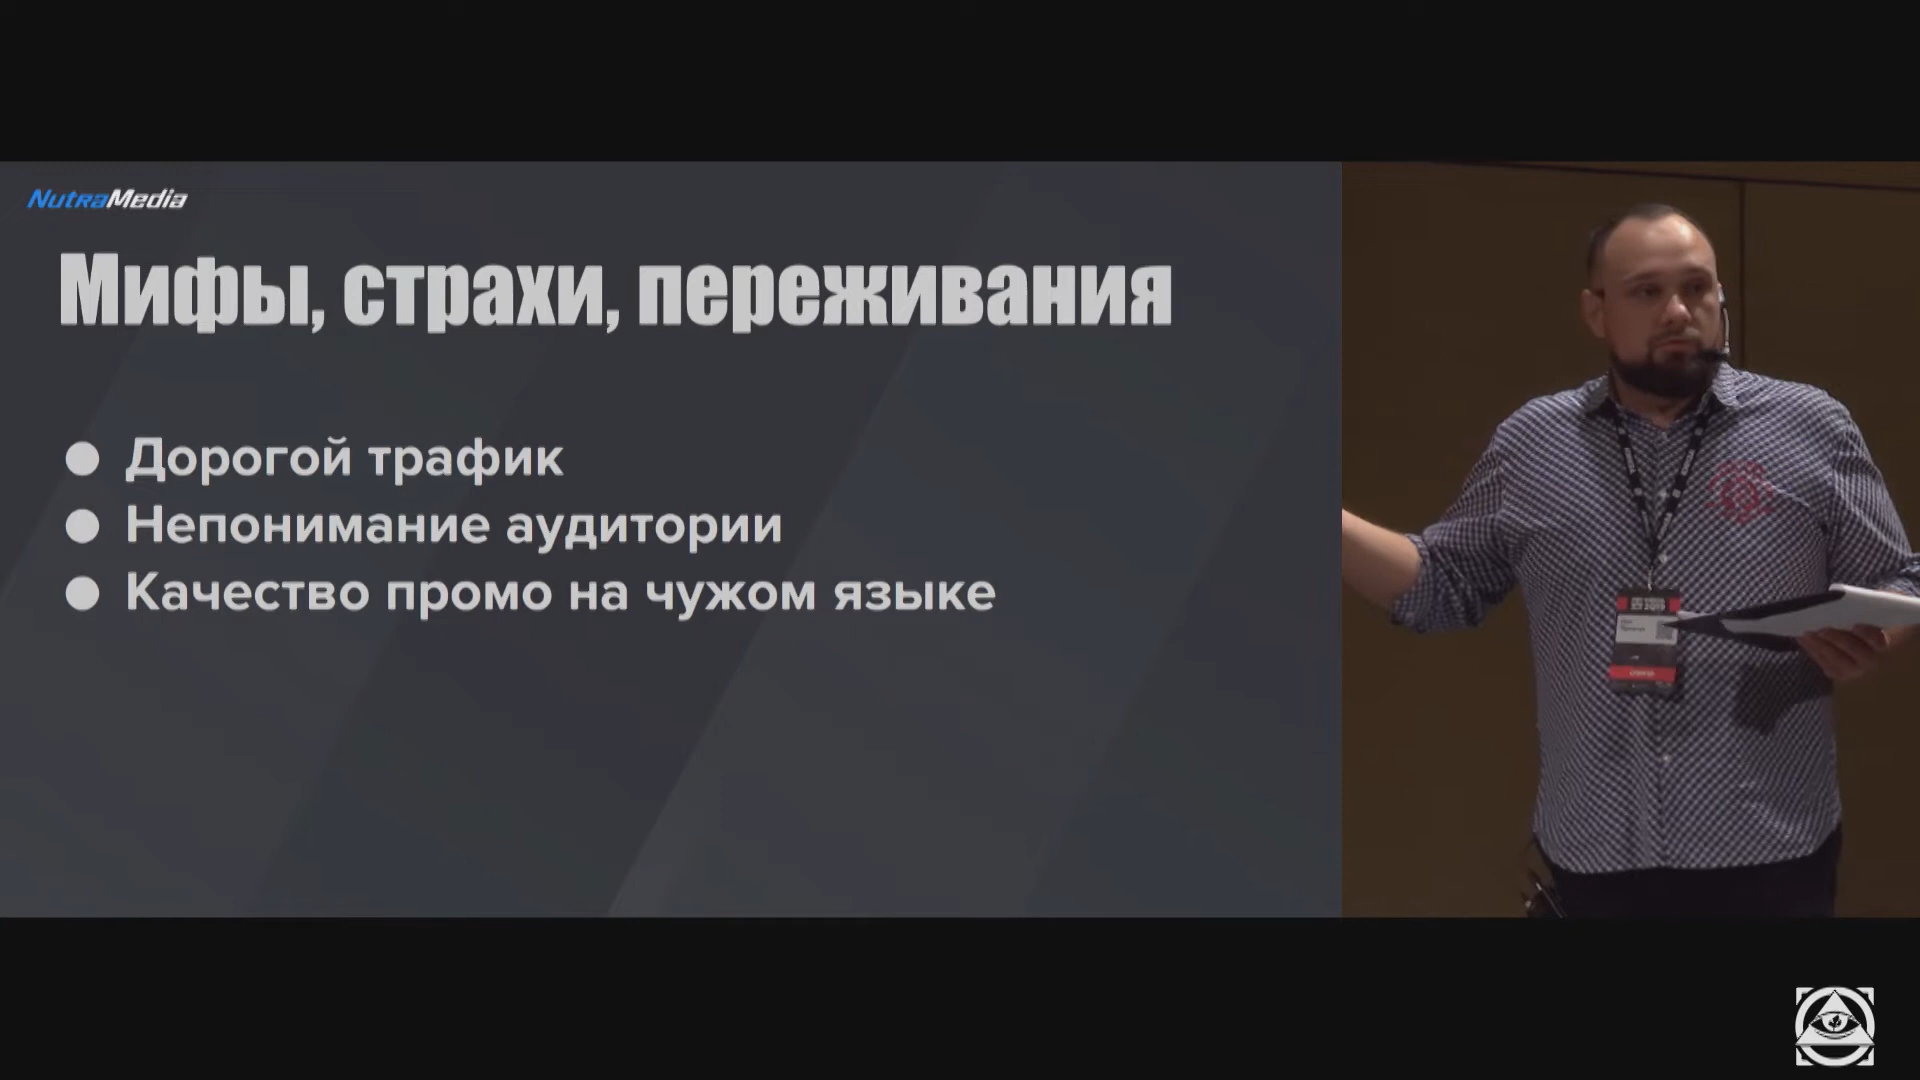 NutraMedia
Мифы, страхи, переживания
Дорогой трафик
Непонимание аудитории
Качество промо на чужом языке